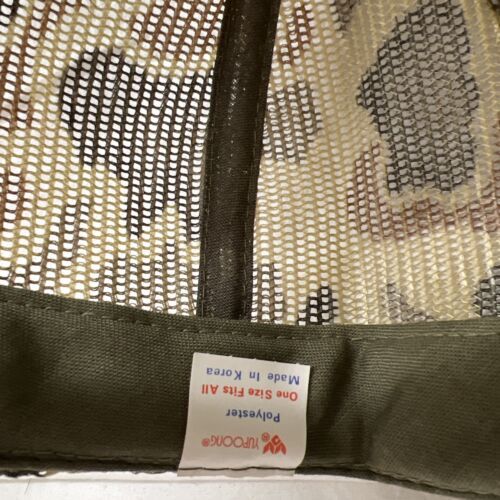 ® YUPOONG®
Polyester
One Size Fits All
Made In Korea